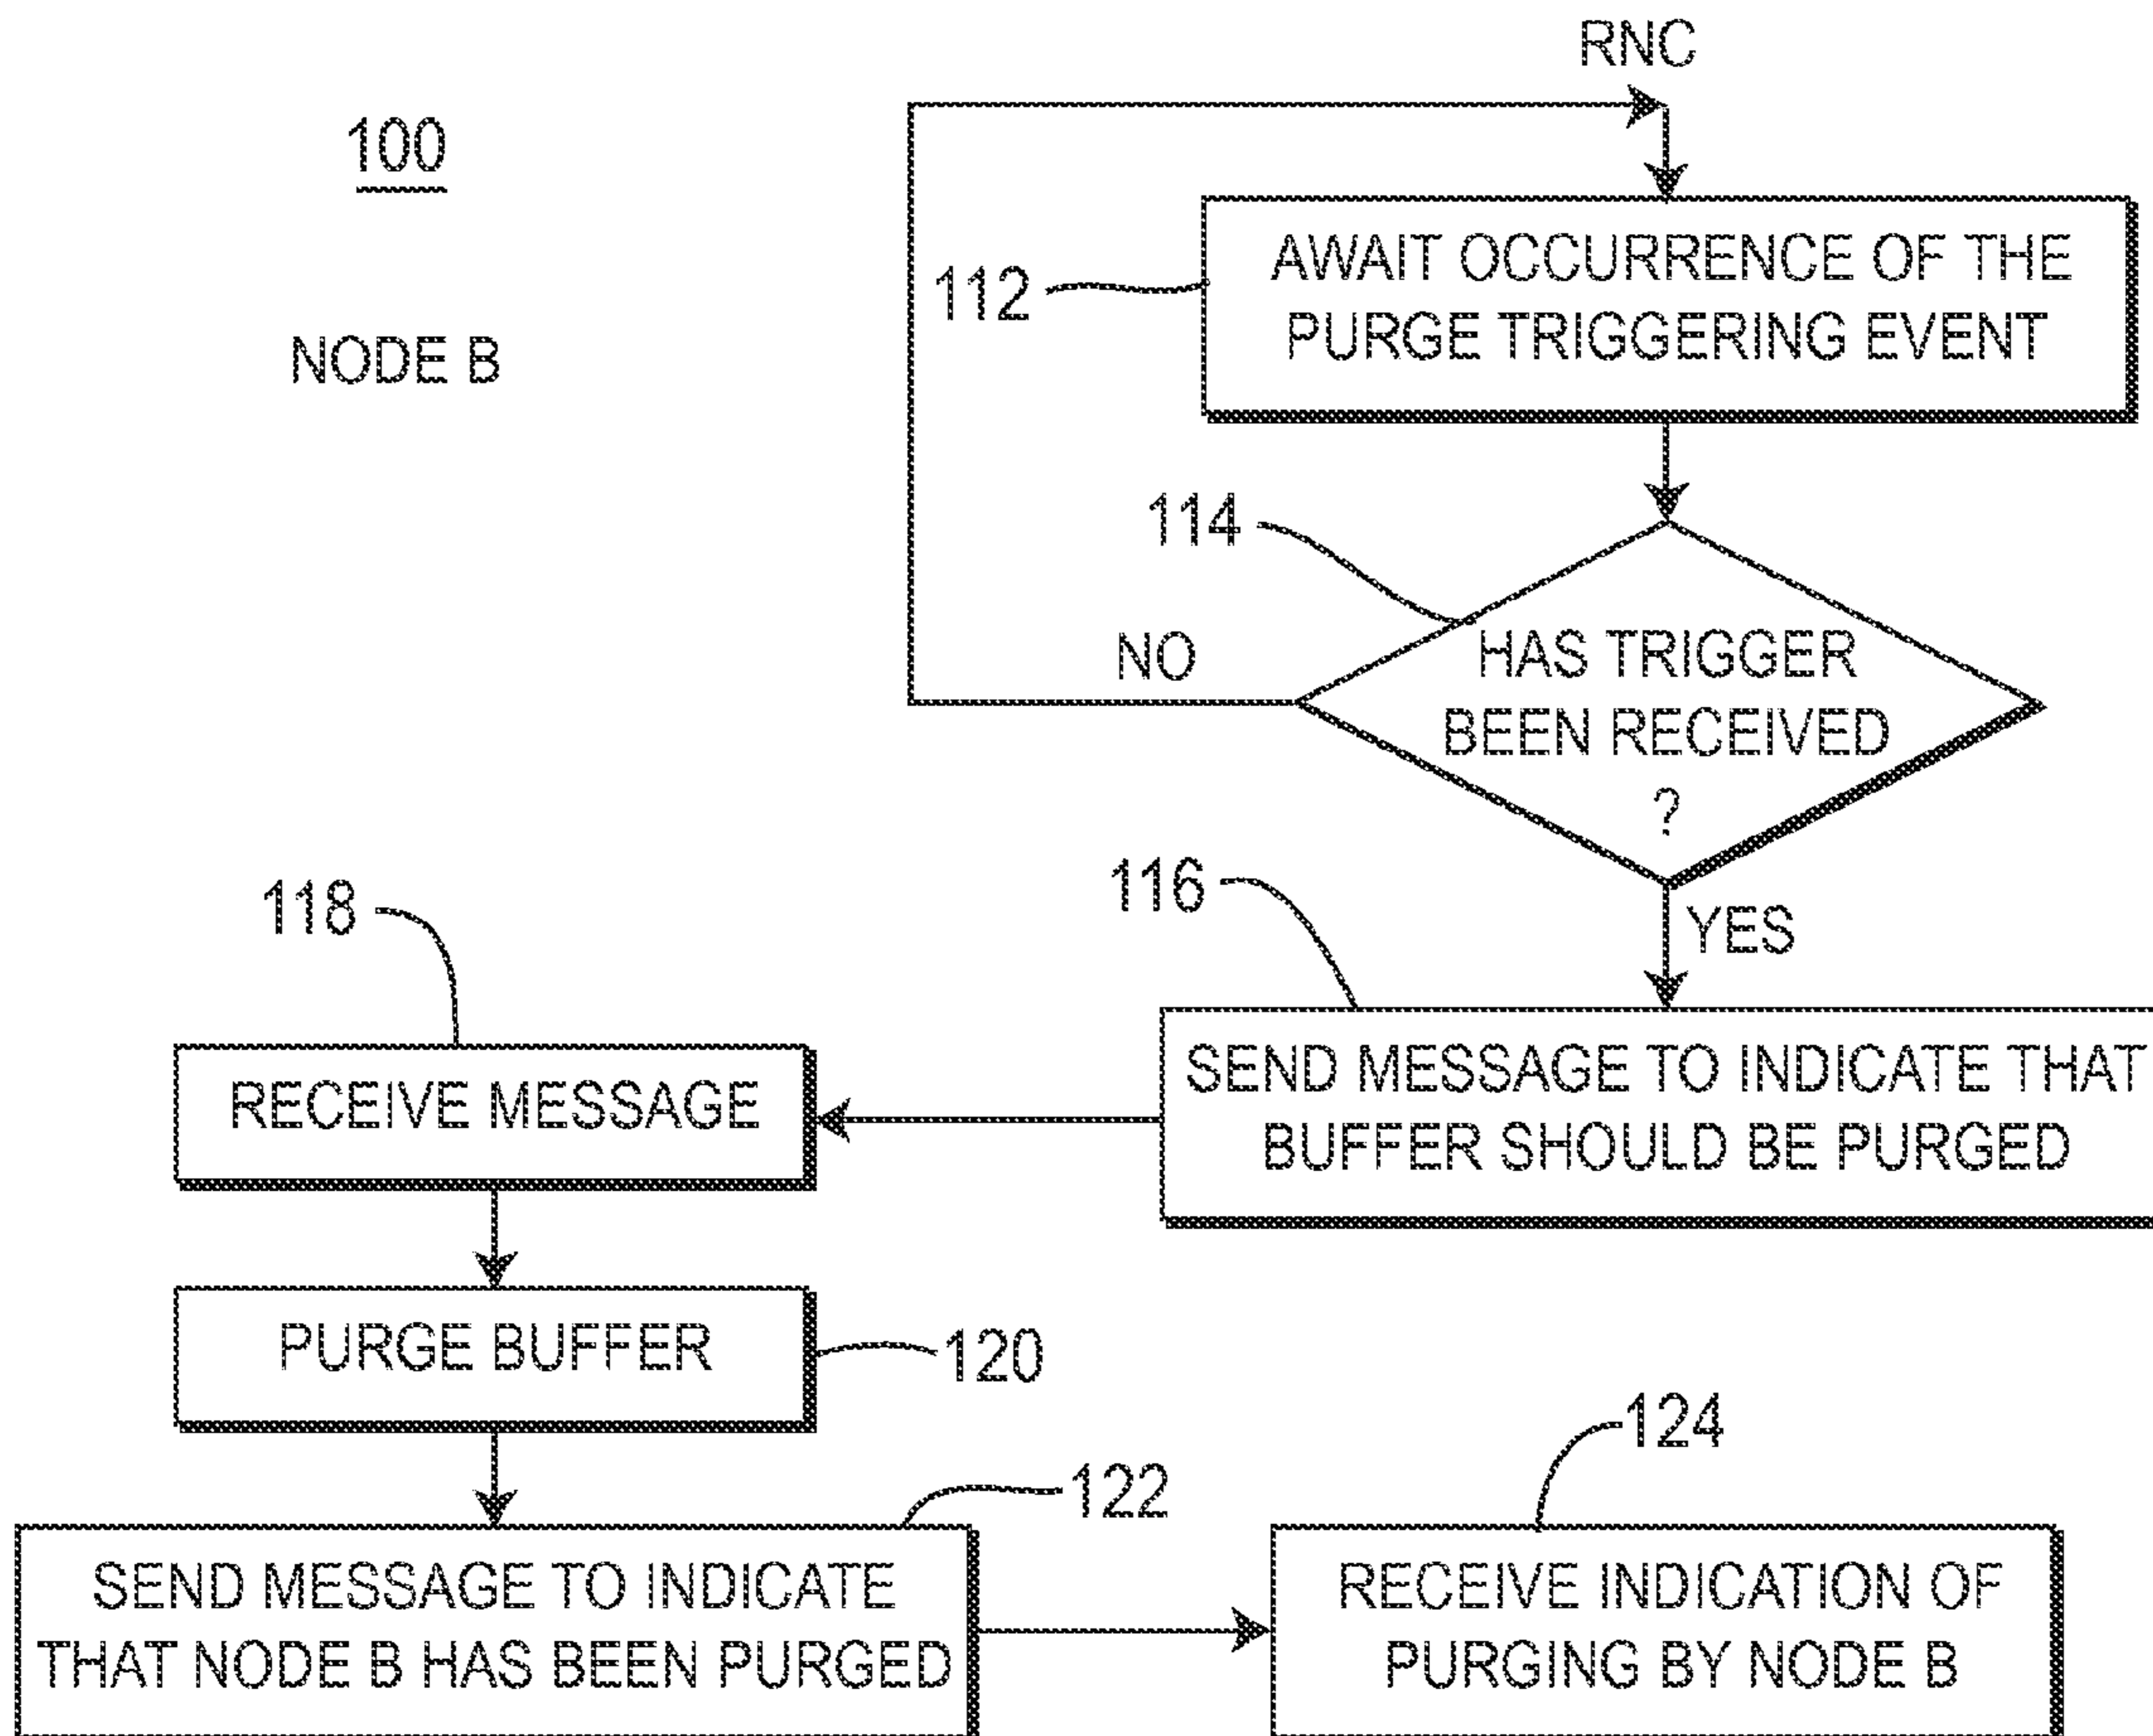 RNC
100
NODE B
112
AWAIT OCCURRENCE OF THE
PURGE TRIGGERING EVENT
114
NO
HAS TRIGGER
BEEN RECEIVED
?
YES
116
SEND MESSAGE TO INDICATE THAT
BUFFER SHOULD BE PURGED
118
RECEIVE MESSAGE
PURGE BUFFER
120
122
SEND MESSAGE TO INDICATE
THAT NODE B HAS BEEN PURGED
124
RECEIVE INDICATION OF
PURGING BY NODE B